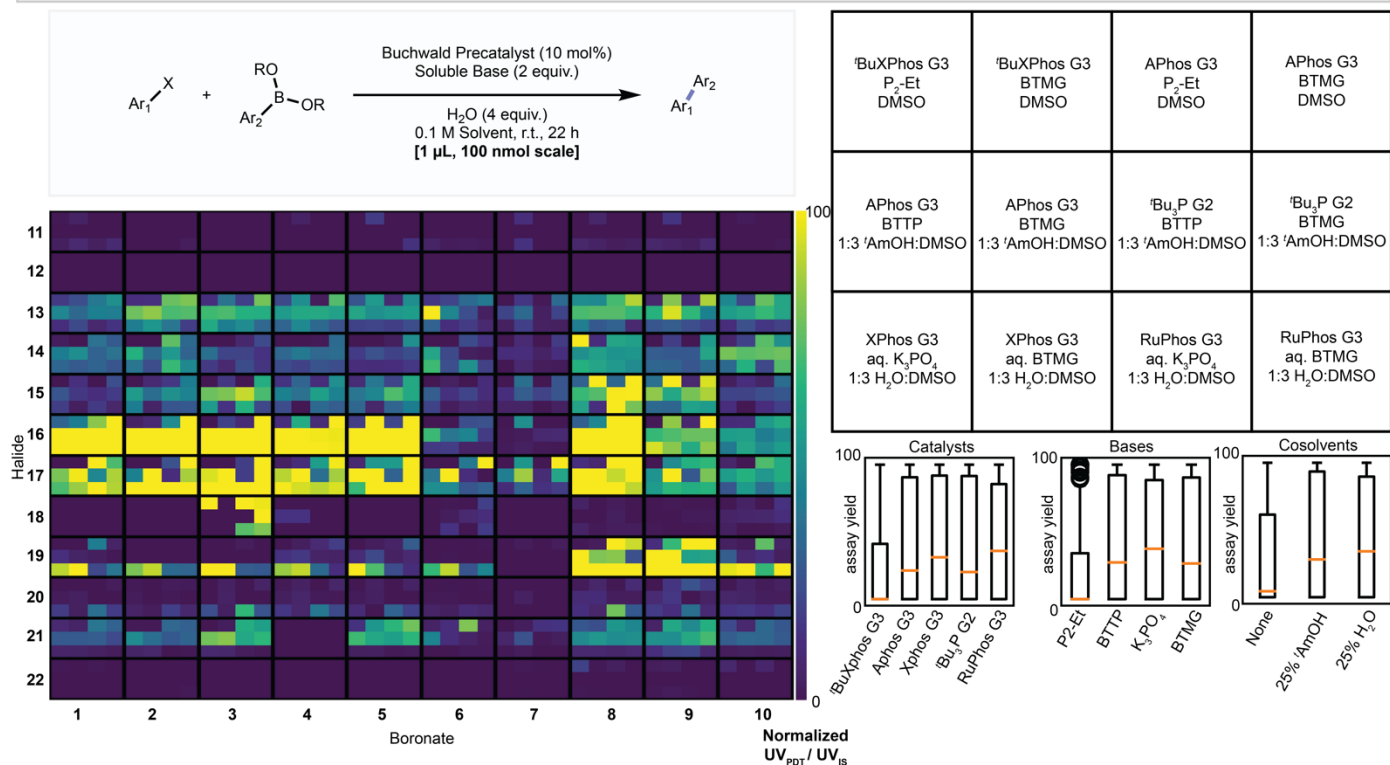 Ar₁
X
+
RO
B
OR
Ar₂
Buchwald Precatalyst (10 mol%)
Soluble Base (2 equiv.)
H₂O (4 equiv.)
0.1 M Solvent, r.t., 22 h
[1 µL, 100 nmol scale]
Ar₂
Ar₁
ᵗBuXPhos G3
P₂-Et
DMSO
ᵗBuXPhos G3
BTMG
DMSO
APhos G3
P₂-Et
DMSO
APhos G3
BTMG
DMSO
APhos G3
BTTP
1:3 ᵗAmOH:DMSO
APhos G3
BTMG
1:3 ᵗAmOH:DMSO
ᵗBu₃P G2
BTTP
1:3 ᵗAmOH:DMSO
ᵗBu₃P G2
BTMG
1:3 ᵗAmOH:DMSO
XPhos G3
aq. K₃PO₄
1:3 H₂O:DMSO
XPhos G3
aq. BTMG
1:3 H₂O:DMSO
RuPhos G3
aq. K₃PO₄
1:3 H₂O:DMSO
RuPhos G3
aq. BTMG
1:3 H₂O:DMSO
Halide
11
12
13
14
15
16
17
18
19
20
21
22
1 2 3 4 5 6 7 8 9 10
Boronate
100
0
Normalized
UV_PDT / UV_IS
Catalysts
assay yield
100
0
ᵗBuXphos G3
Aphos G3
Xphos G3
ᵗBu₃P G2
RuPhos G3
Bases
assay yield
100
0
P2-Et
BTTP
K₃PO₄
BTMG
Cosolvents
assay yield
100
0
None
25% ᵗAmOH
25% H₂O